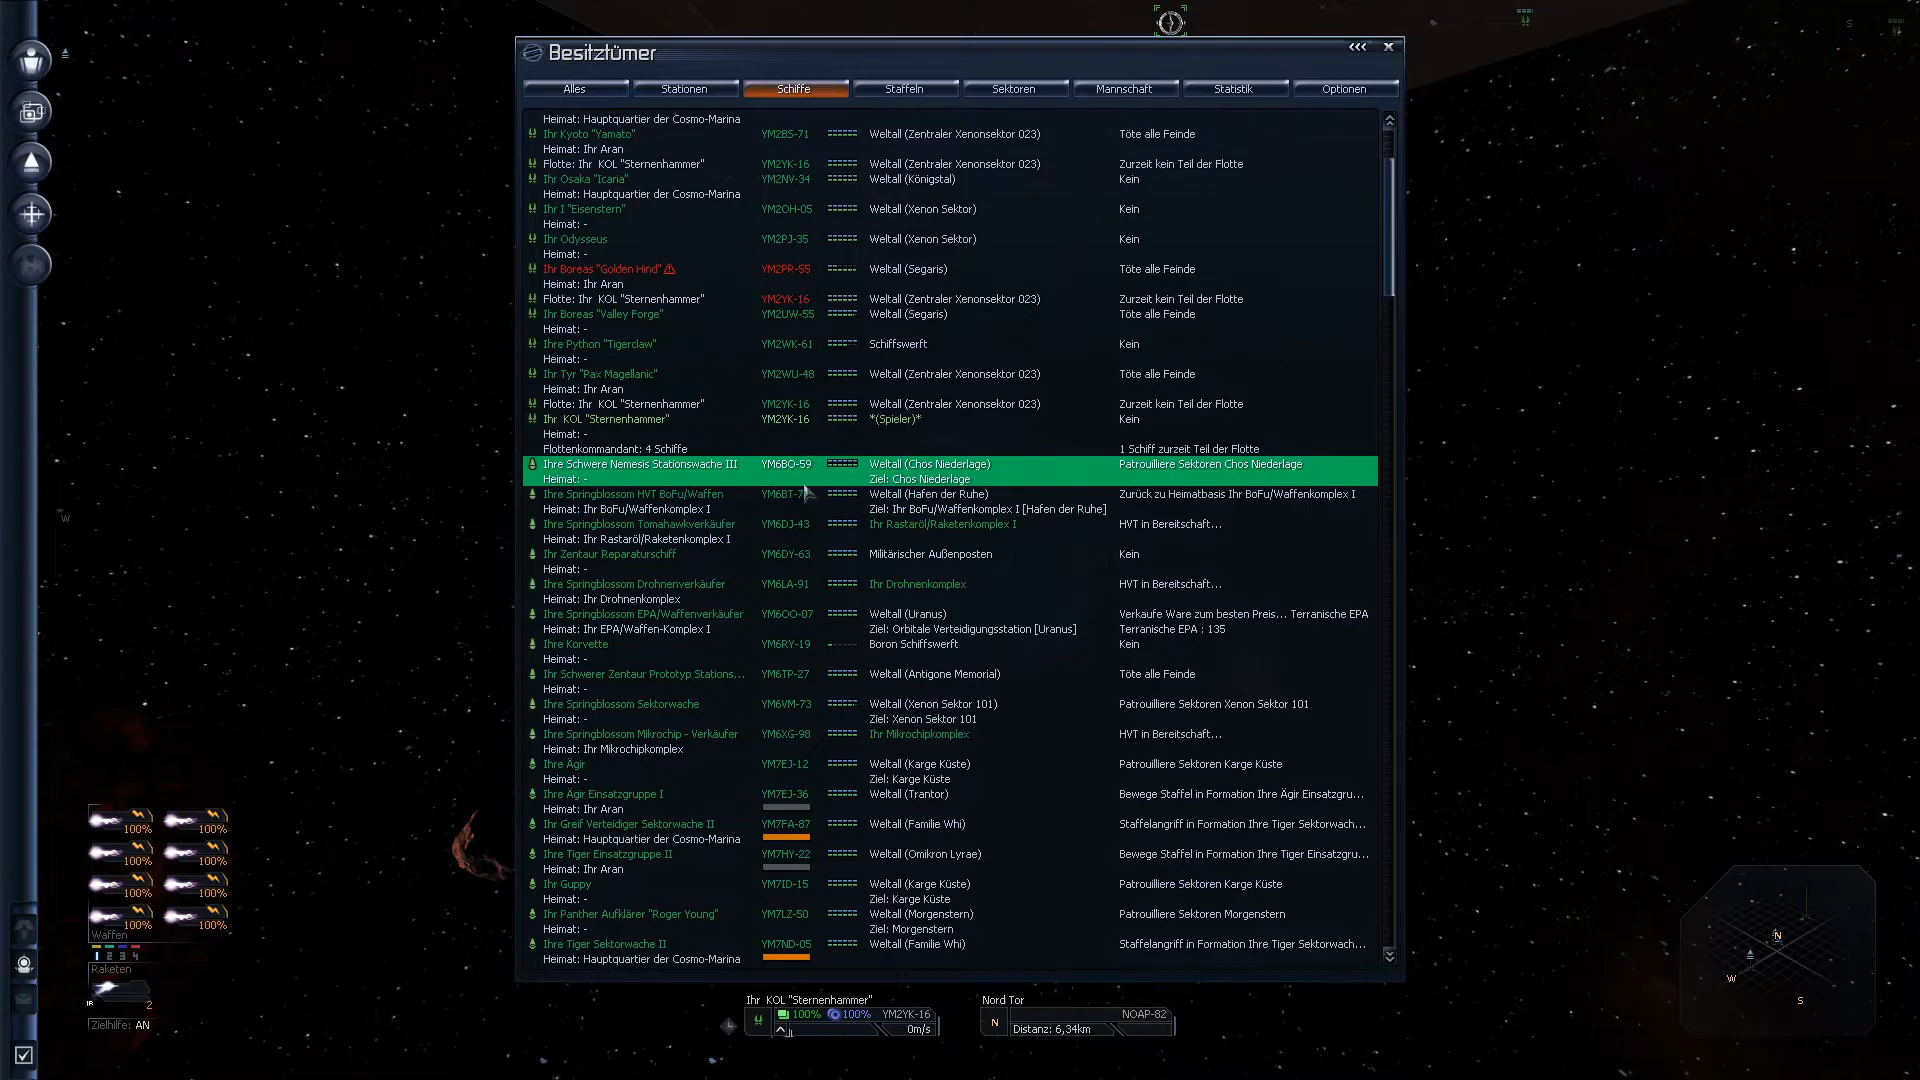 Besitztümer
Alles Stationen Schiffe Staffeln Sektoren Mannschaft Statistik Optionen
Heimat: Hauptquartier der Cosmo-Marina
Ihr Kyoto "Yamato" YM2BS-71 Weltall (Zentraler Xenonsektor 023) Töte alle Feinde
Heimat: Ihr Aran
Flotte: Ihr KOL "Sternenhammer" YM2YK-16 Weltall (Zentraler Xenonsektor 023) Zurzeit kein Teil der Flotte
Ihr Osaka "Icaria" YM2NV-34 Weltall (Königstal) Kein
Heimat: Hauptquartier der Cosmo-Marina
Ihr I "Eisenstern" YM2OH-05 Weltall (Xenon Sektor) Kein
Heimat: -
Ihr Odysseus YM2PJ-35 Weltall (Xenon Sektor) Kein
Heimat: -
Ihr Boreas "Golden Hind" YM2PR-55 Weltall (Segaris) Töte alle Feinde
Heimat: Ihr Aran
Flotte: Ihr KOL "Sternenhammer" YM2YK-16 Weltall (Zentraler Xenonsektor 023) Zurzeit kein Teil der Flotte
Ihr Boreas "Valley Forge" YM2UW-55 Weltall (Segaris) Töte alle Feinde
Heimat: -
Ihre Python "Tigerclaw" YM2WK-61 Schiffswerft Kein
Heimat: -
Ihr Tyr "Pax Magellanic" YM2WU-48 Weltall (Zentraler Xenonsektor 023) Töte alle Feinde
Heimat: Ihr Aran
Flotte: Ihr KOL "Sternenhammer" YM2YK-16 Weltall (Zentraler Xenonsektor 023) Zurzeit kein Teil der Flotte
Ihr KOL "Sternenhammer" YM2YK-16 *(Spieler)* Kein
Heimat: -
Flottenkommandant: 4 Schiffe 1 Schiff zurzeit Teil der Flotte
Ihre Schwere Nemesis Stationswache III YM6BO-59 Weltall (Chos Niederlage) Patrouilliere Sektoren Chos Niederlage
Heimat: - Ziel: Chos Niederlage
Ihre Springblossom HVT BoFu/Waffen YM6BT-7 Weltall (Hafen der Ruhe) Zurück zu Heimatbasis Ihr BoFu/Waffenkomplex I
Heimat: Ihr BoFu/Waffenkomplex I Ziel: Ihr BoFu/Waffenkomplex I [Hafen der Ruhe]
Ihre Springblossom Tomahawkverkäufer YM6DJ-43 Ihr Rastaröl/Raketenkomplex I HVT in Bereitschaft...
Heimat: Ihr Rastaröl/Raketenkomplex I
Ihr Zentaur Reparaturschiff YM6DY-63 Militärischer Außenposten Kein
Heimat: -
Ihre Springblossom Drohnenverkäufer YM6LA-91 Ihr Drohnenkomplex HVT in Bereitschaft...
Heimat: Ihr Drohnenkomplex
Ihre Springblossom EPA/Waffenverkäufer YM6OO-07 Weltall (Uranus) Verkaufe Ware zum besten Preis... Terranische EPA
Heimat: Ihr EPA/Waffen-Komplex I Ziel: Orbitale Verteidigungsstation [Uranus] Terranische EPA : 135
Ihre Korvette YM6RY-19 Boron Schiffswerft Kein
Heimat: -
Ihr Schwerer Zentaur Prototyp Stations... YM6TP-27 Weltall (Antigone Memorial) Töte alle Feinde
Heimat: -
Ihre Springblossom Sektorwache YM6VM-73 Weltall (Xenon Sektor 101) Patrouilliere Sektoren Xenon Sektor 101
Heimat: - Ziel: Xenon Sektor 101
Ihre Springblossom Mikrochip - Verkäufer YM6XG-98 Ihr Mikrochipkomplex HVT in Bereitschaft...
Heimat: Ihr Mikrochipkomplex
Ihre Ägir YM7EJ-12 Weltall (Karge Küste) Patrouilliere Sektoren Karge Küste
Heimat: - Ziel: Karge Küste
Ihre Ägir Einsatzgruppe I YM7EJ-36 Weltall (Trantor) Bewege Staffel in Formation Ihre Ägir Einsatzgru...
Heimat: Ihr Aran
Ihr Greif Verteidiger Sektorwache II YM7FA-87 Weltall (Familie Whi) Staffelangriff in Formation Ihre Tiger Sektorwach...
Heimat: Hauptquartier der Cosmo-Marina
Ihre Tiger Einsatzgruppe II YM7HY-22 Weltall (Omikron Lyrae) Bewege Staffel in Formation Ihre Tiger Einsatzgru...
Heimat: Ihr Aran
Ihr Guppy YM7ID-15 Weltall (Karge Küste) Patrouilliere Sektoren Karge Küste
Heimat: - Ziel: Karge Küste
Ihr Panther Aufklärer "Roger Young" YM7LZ-50 Weltall (Morgenstern) Patrouilliere Sektoren Morgenstern
Heimat: - Ziel: Morgenstern
Ihre Tiger Sektorwache II YM7ND-05 Weltall (Familie Whi) Staffelangriff in Formation Ihre Tiger Sektorwach...
Heimat: Hauptquartier der Cosmo-Marina
S
W
100% 100%
100% 100%
100% 100%
100% 100%
Waffen
1 2 3 4
Raketen
IR 2
Zielhilfe: AN
Ihr KOL "Sternenhammer"
100% 100% YM2YK-16
0m/s
Nord Tor
N NOAP-82
Distanz: 6,34km
N
W
S